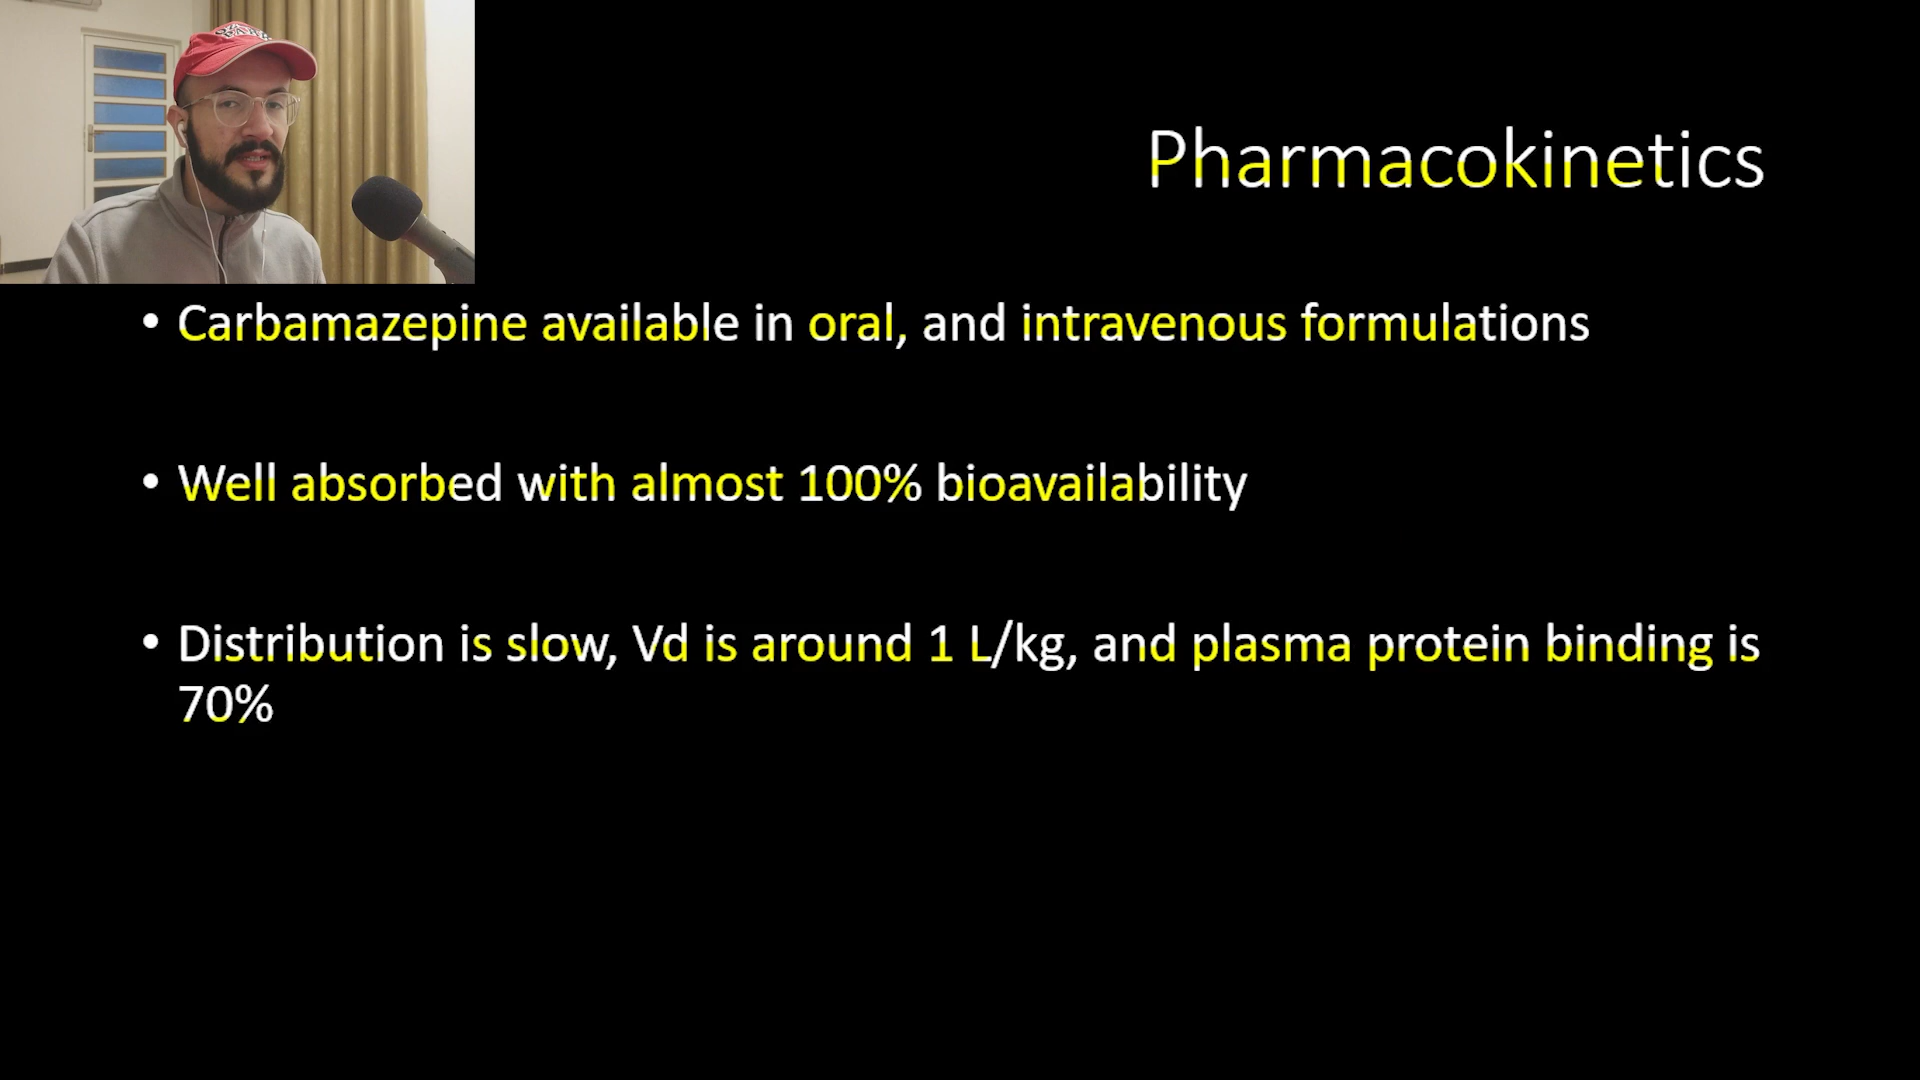 Pharmacokinetics
• Carbamazepine available in oral, and intravenous formulations
• Well absorbed with almost 100% bioavailability
• Distribution is slow, Vd is around 1 L/kg, and plasma protein binding is
70%